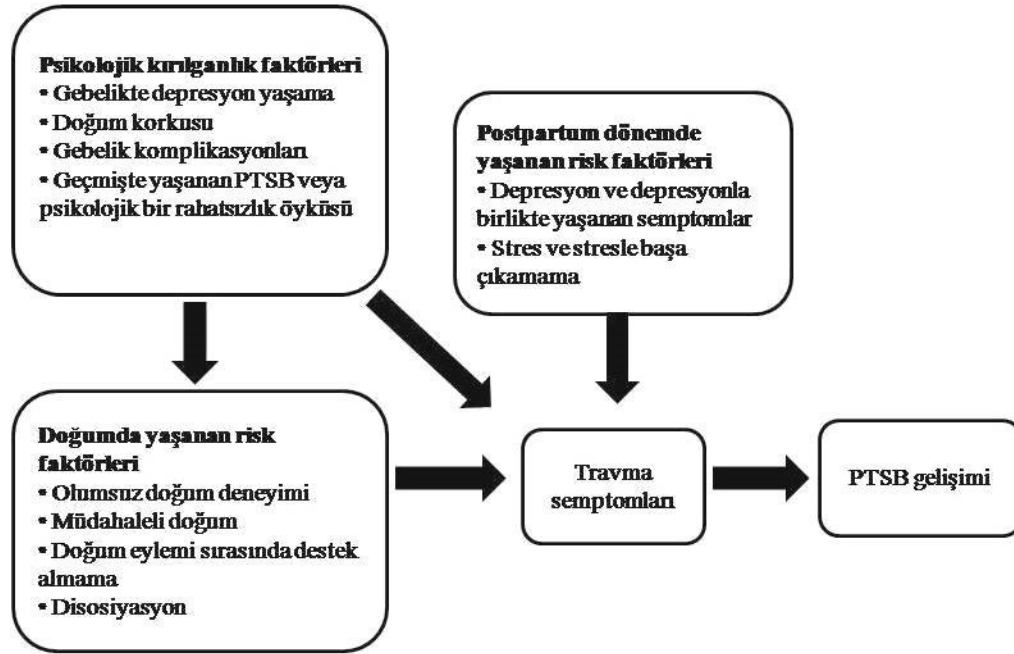 Psikolojik kırılganlık faktörleri
• Gebelikte depresyon yaşama
• Doğum korkusu
• Gebelik komplikasyonları
• Geçmişte yaşanan PTSB veya
psikolojik bir rahatsızlık öyküsü
Postpartum dönemde
yaşanan risk faktörleri
• Depresyon ve depresyonla
birlikte yaşanan semptomlar
• Stres ve stresle başa
çıkamama
Doğumda yaşanan risk
faktörleri
• Olumsuz doğum deneyimi
• Müdahaleli doğum
• Doğum eylemi sırasında destek
almama
• Disosiyasyon
Travma
semptomları
PTSB gelişimi